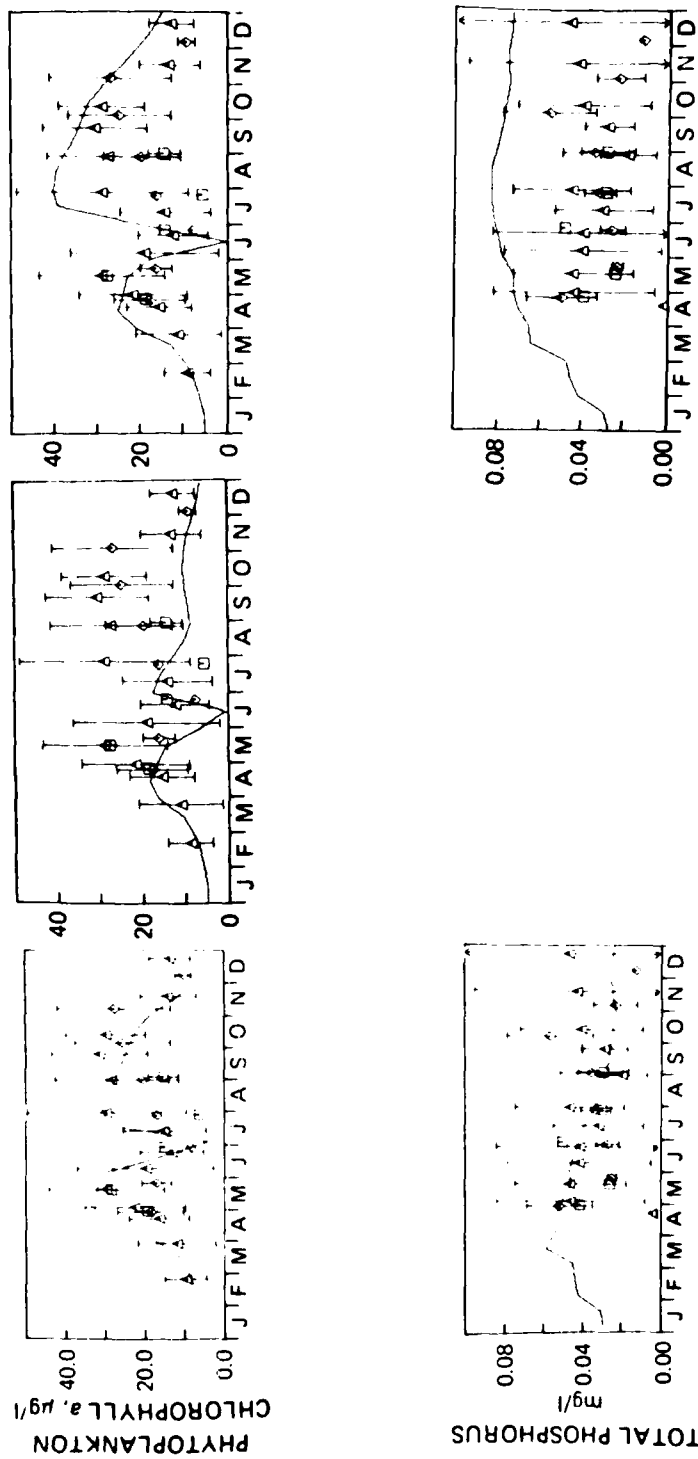 PHYTOPLANKTON
CHLOROPHYLL a, µg/l
40.0
20.0
0.0
J F M A M J J A S O N D
40
20
0
J F M A M J J A S O N D
40
20
0
J F M A M J J A S O N D
TOTAL PHOSPHORUS
mg/l
0.08
0.04
0.00
J F M A M J J A S O N D
0.08
0.04
0.00
J F M A M J J A S O N D